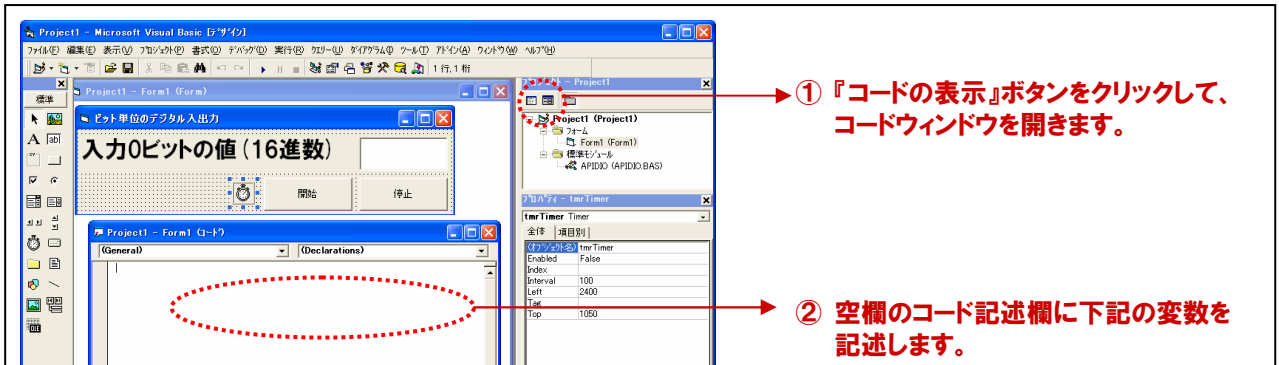 Project1 - Microsoft Visual Basic [ﾃﾞｻﾞｲﾝ]
ﾌｧｲﾙ(F) 編集(E) 表示(V) ﾌﾟﾛｼﾞｪｸﾄ(P) 書式(O) ﾃﾞﾊﾞｯｸﾞ(D) 実行(R) ｸｴﾘｰ(U) ﾀﾞｲｱｸﾞﾗﾑ(I) ﾂｰﾙ(T) ｱﾄﾞｲﾝ(A) ｳｨﾝﾄﾞｳ(W) ﾍﾙﾌﾟ(H)
1 行, 1 桁
標準
Project1 - Form1 (Form)
ビット単位のデジタル入出力
入力0ビットの値(16進数)
開始
停止
Project1 - Form1 (ｺｰﾄﾞ)
(General)
(Declarations)
ﾌﾟﾛｼﾞｪｸﾄ - Project1
Project1 (Project1)
ﾌｫｰﾑ
Form1 (Form1)
標準ﾓｼﾞｭｰﾙ
APIDIO (APIDIO.BAS)
ﾌﾟﾛﾊﾟﾃｨ - tmrTimer
tmrTimer Timer
全体 項目別
(ｵﾌﾞｼﾞｪｸﾄ名) tmrTimer
Enabled False
Index
Interval 100
Left 2400
Tag
Top 1050
① 『コードの表示』ボタンをクリックして、
コードウィンドウを開きます。
② 空欄のコード記述欄に下記の変数を
記述します。